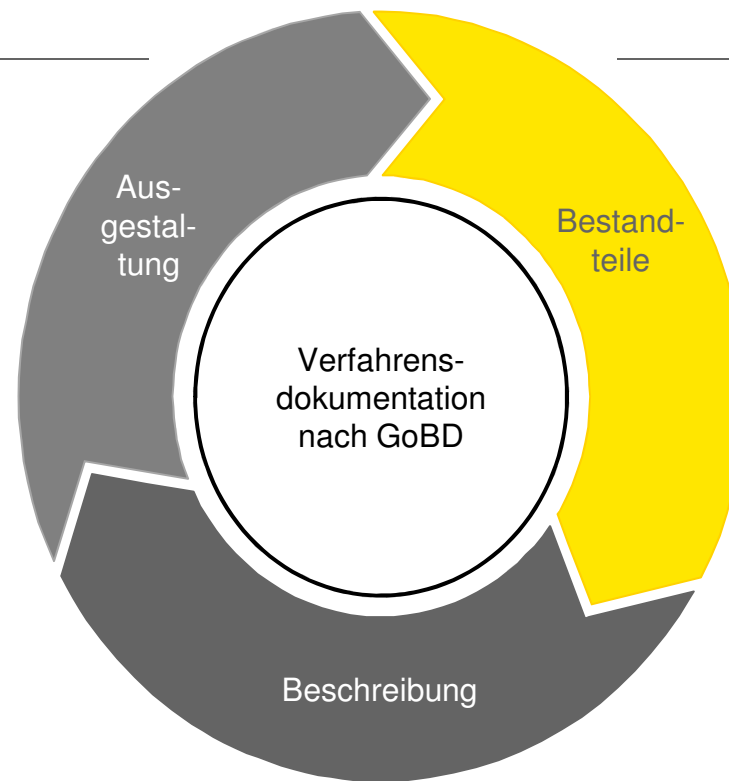 Aus-
gestal-
tung
Bestand-
teile
Verfahrens-
dokumentation
nach GoBD
Beschreibung